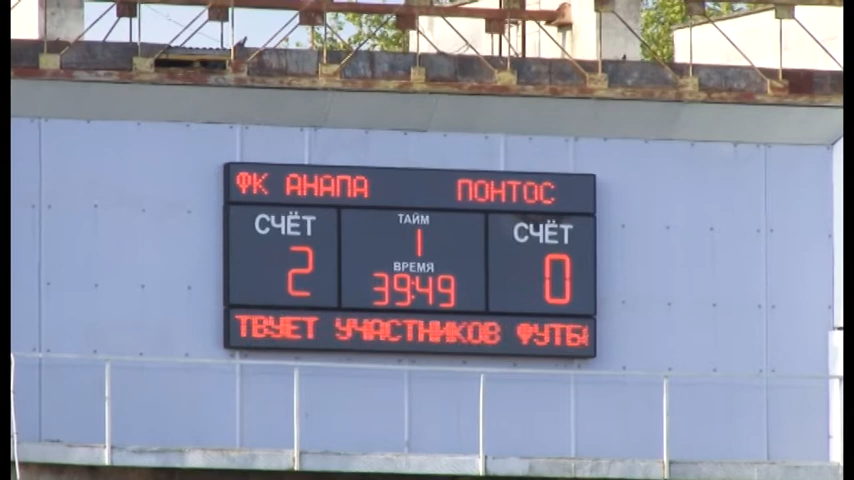 ФК АНАПА ПОНТОС
СЧЁТ ТАЙМ СЧЁТ
2 1 0
ВРЕМЯ
39:49
ТВУЕТ УЧАСТНИКОВ ФУТБ